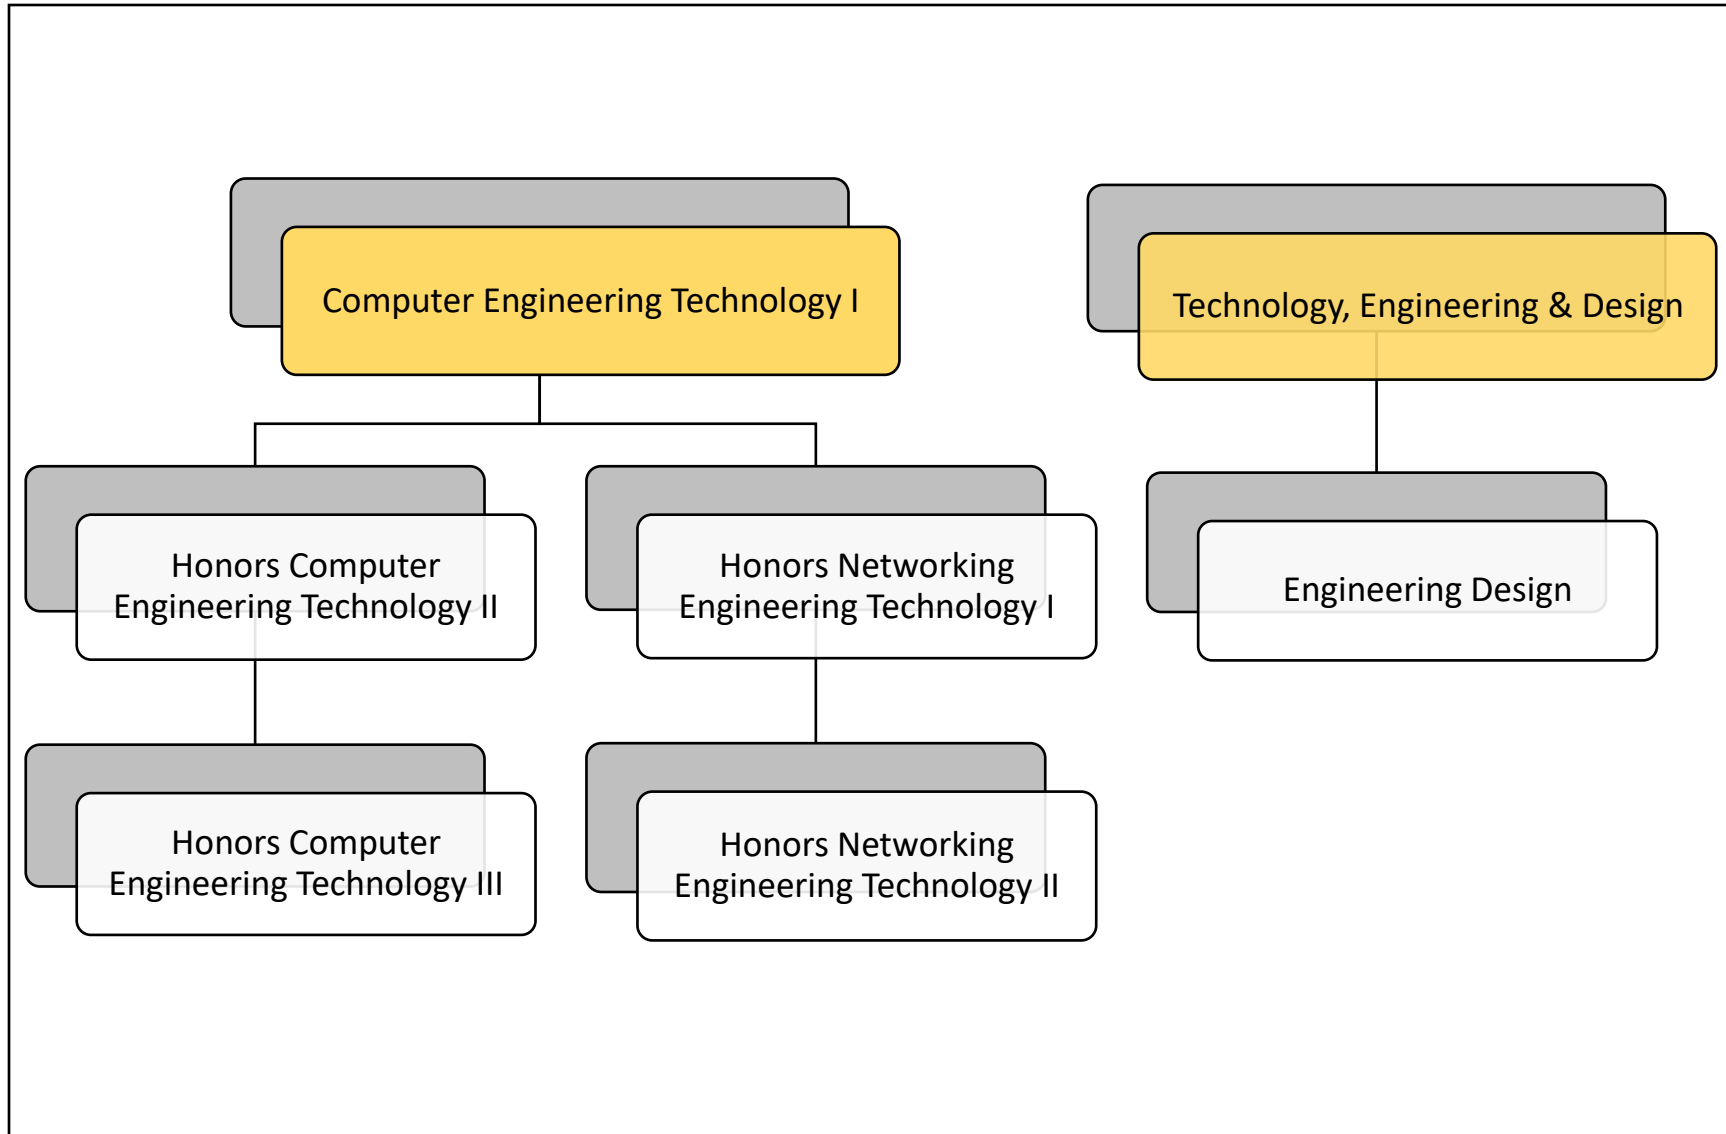 Computer Engineering Technology I
Technology, Engineering & Design
Honors Computer
Engineering Technology II
Honors Networking
Engineering Technology I
Engineering Design
Honors Computer
Engineering Technology III
Honors Networking
Engineering Technology II